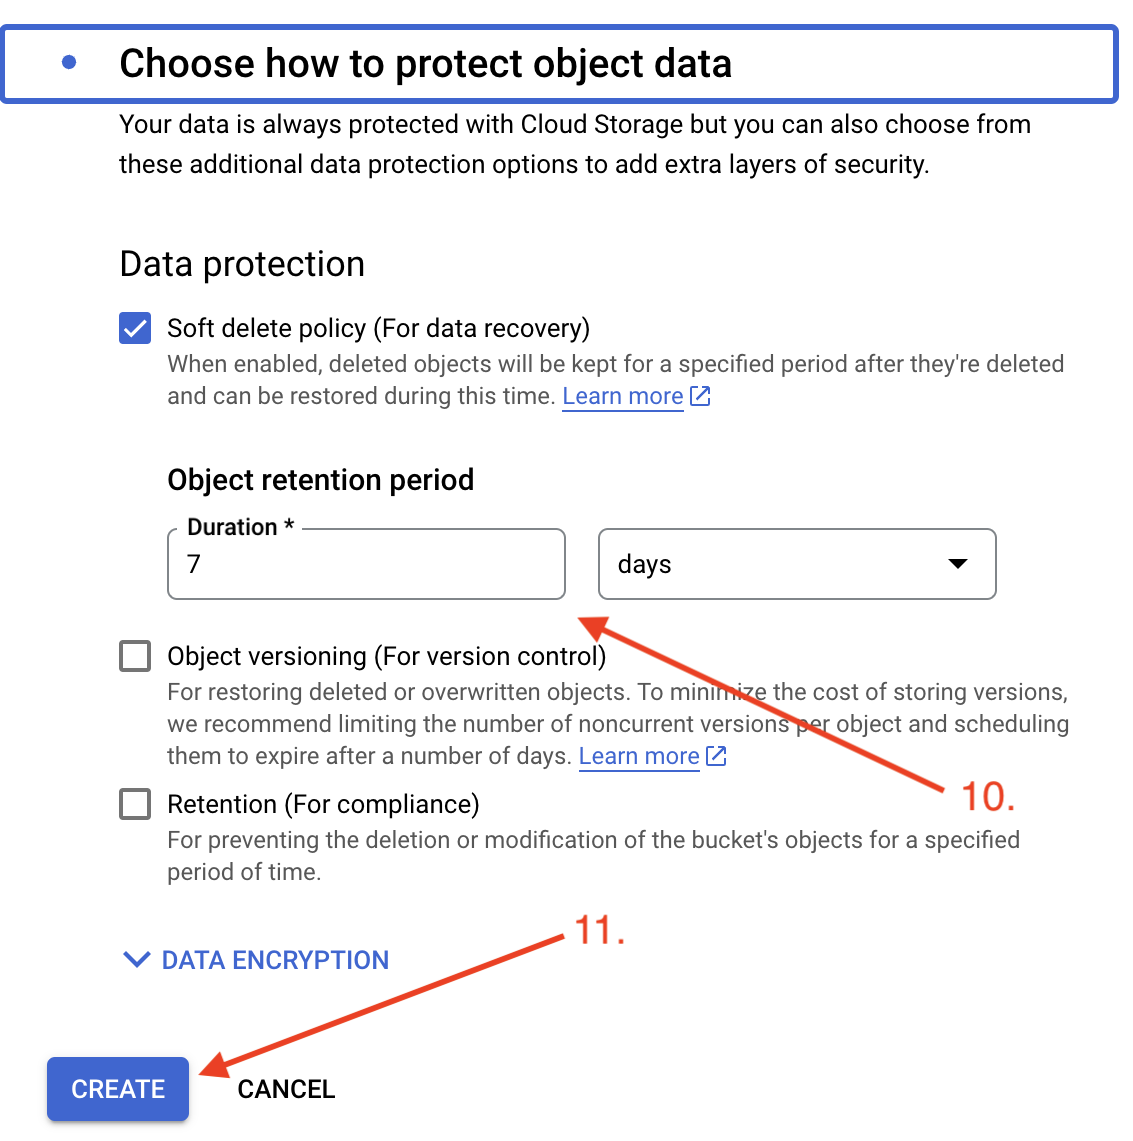 Choose how to protect object data
Your data is always protected with Cloud Storage but you can also choose from
these additional data protection options to add extra layers of security.
Data protection
Soft delete policy (For data recovery)
When enabled, deleted objects will be kept for a specified period after they're deleted
and can be restored during this time. Learn more
Object retention period
Duration *
7
days
Object versioning (For version control)
For restoring deleted or overwritten objects. To minimize the cost of storing versions,
we recommend limiting the number of noncurrent versions per object and scheduling
them to expire after a number of days. Learn more
10.
Retention (For compliance)
For preventing the deletion or modification of the bucket's objects for a specified
period of time.
11.
DATA ENCRYPTION
CREATE
CANCEL